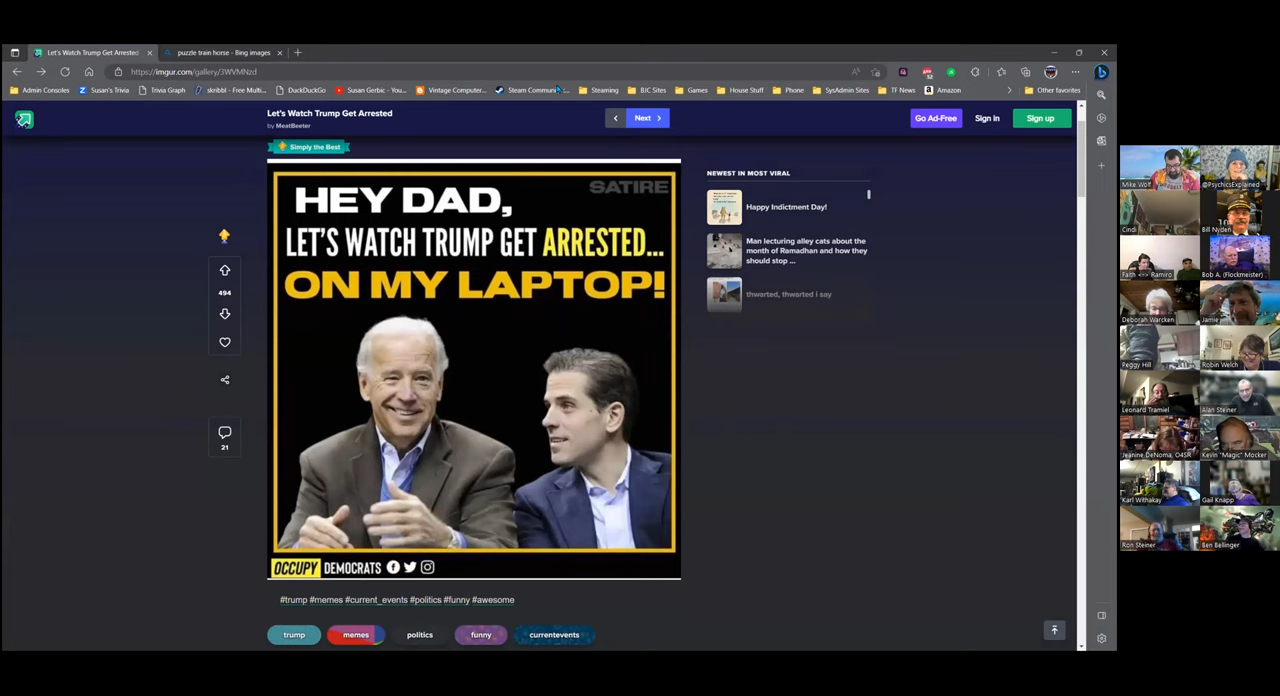 Let's Watch Trump Get Arrested
puzzle train horse - Bing images
https://imgur.com/gallery/3WVMNzd
Admin Consoles
Susan's Trivia
Trivia Graph
skribbl - Free Multi...
DuckDuckGo
Susan Gerbic - You...
Vintage Computer...
Steam Communi...
Streaming
BJC Sites
Games
House Stuff
Phone
SysAdmin Sites
TF News
Amazon
Other favorites
Let's Watch Trump Get Arrested
by MeatBeeter
Next
Go Ad-Free
Sign in
Sign up
Simply the Best
SATIRE
HEY DAD,
LET'S WATCH TRUMP GET ARRESTED...
ON MY LAPTOP!
OCCUPY DEMOCRATS
494
21
#trump #memes #current_events #politics #funny #awesome
trump
memes
politics
funny
currentevents
NEWEST IN MOST VIRAL
Happy Indictment Day!
Man lecturing alley cats about the
month of Ramadhan and how they
should stop ...
thwarted, thwarted i say
Mike Wolf
@PsychicsExplained
Cindi
Bill Nyden
Faith <=> Ramiro
Bob A. (Flockmeister)
Deborah Warcken
Jamie
Peggy Hill
Robin Welch
Leonard Tramiel
Alan Steiner
Jeanine DeNoma, O4SR
Kevin "Magic" Mocker
Karl Withakay
Gail Knapp
Ron Steiner
Ben Bellinger